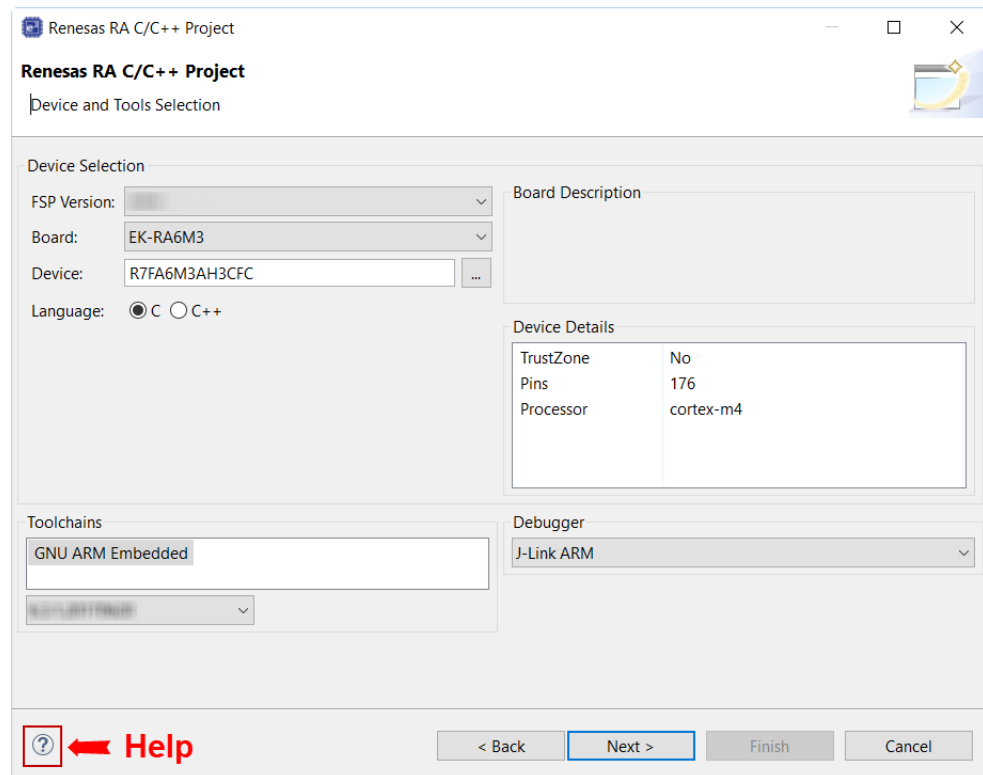 Renesas RA C/C++ Project
Renesas RA C/C++ Project
Device and Tools Selection
Device Selection
FSP Version:
Board: EK-RA6M3
Device: R7FA6M3AH3CFC ...
Language: C C++
Board Description
Device Details
TrustZone No
Pins 176
Processor cortex-m4
Toolchains
GNU ARM Embedded
Debugger
J-Link ARM
? Help
< Back Next > Finish Cancel